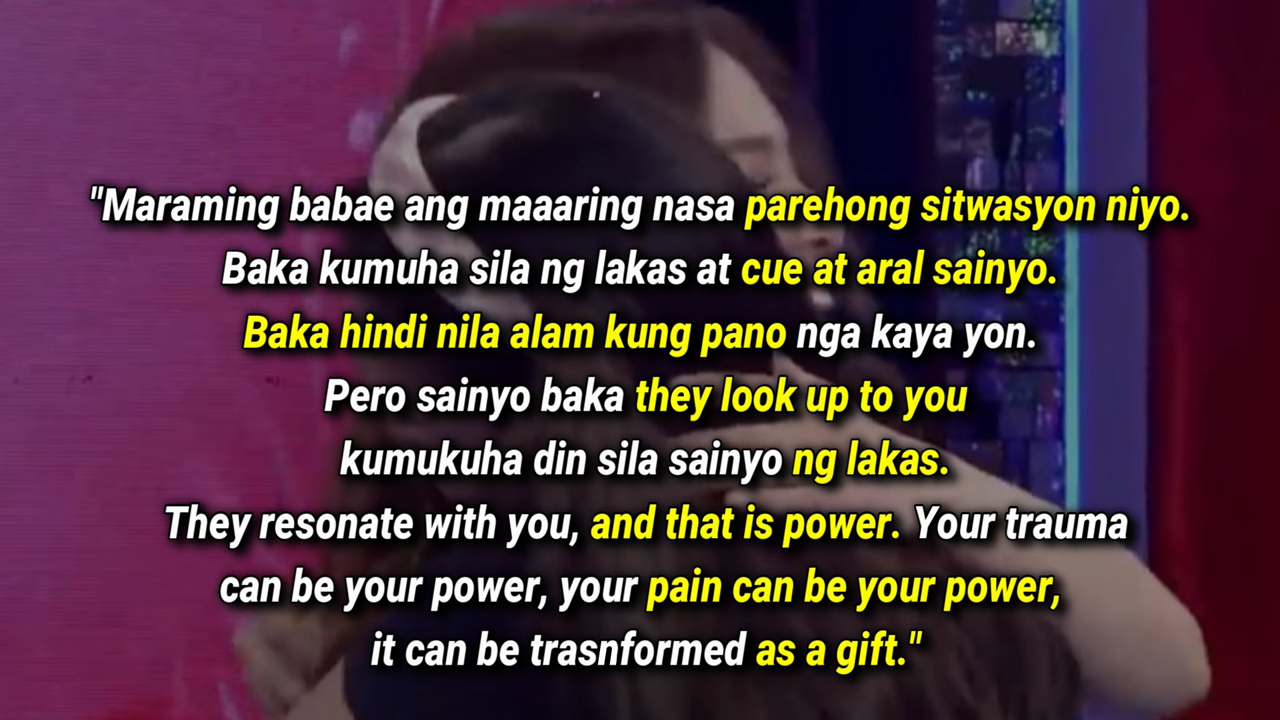 "Maraming babae ang maaaring nasa parehong sitwasyon niyo.
Baka kumuha sila ng lakas at cue at aral sainyo.
Baka hindi nila alam kung pano nga kaya yon.
Pero sainyo baka they look up to you
kumukuha din sila sainyo ng lakas.
They resonate with you, and that is power. Your trauma
can be your power, your pain can be your power,
it can be trasnformed as a gift."